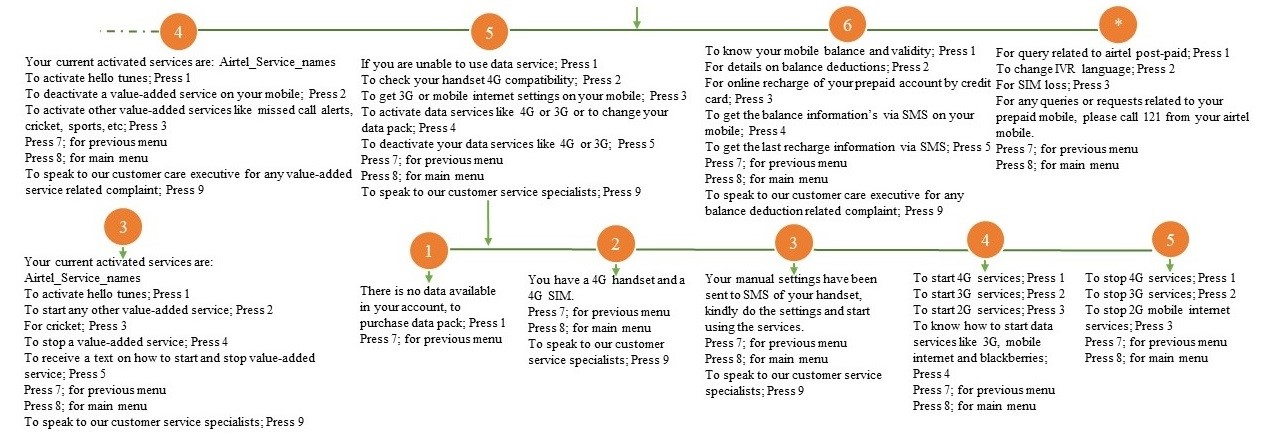 4
Your current activated services are: Airtel_Service_names
To activate hello tunes; Press 1
To deactivate a value-added service on your mobile; Press 2
To activate other value-added services like missed call alerts,
cricket, sports, etc; Press 3
Press 7; for previous menu
Press 8; for main menu
To speak to our customer care executive for any value-added
service related complaint; Press 9
5
If you are unable to use data service; Press 1
To check your handset 4G compatibility; Press 2
To get 3G or mobile internet settings on your mobile; Press 3
To activate data services like 4G or 3G or to change your
data pack; Press 4
To deactivate your data services like 4G or 3G; Press 5
Press 7; for previous menu
Press 8; for main menu
To speak to our customer service specialists; Press 9
6
To know your mobile balance and validity; Press 1
For details on balance deductions; Press 2
For online recharge of your prepaid account by credit
card; Press 3
To get the balance information's via SMS on your
mobile; Press 4
To get the last recharge information via SMS; Press 5
Press 7; for previous menu
Press 8; for main menu
To speak to our customer care executive for any
balance deduction related complaint; Press 9
*
For query related to airtel post-paid; Press 1
To change IVR language; Press 2
For SIM loss; Press 3
For any queries or requests related to your
prepaid mobile, please call 121 from your airtel
mobile.
Press 7; for previous menu
Press 8; for main menu
3
Your current activated services are:
Airtel_Service_names
To activate hello tunes; Press 1
To start any other value-added service; Press 2
For cricket; Press 3
To stop a value-added service; Press 4
To receive a text on how to start and stop value-added
service; Press 5
Press 7; for previous menu
Press 8; for main menu
To speak to our customer service specialists; Press 9
1
There is no data available
in your account, to
purchase data pack; Press 1
Press 7; for previous menu
2
You have a 4G handset and a
4G SIM.
Press 7; for previous menu
Press 8; for main menu
To speak to our customer
service specialists; Press 9
3
Your manual settings have been
sent to SMS of your handset,
kindly do the settings and start
using the services.
Press 7; for previous menu
Press 8; for main menu
To speak to our customer service
specialists; Press 9
4
To start 4G services; Press 1
To start 3G services; Press 2
To start 2G services; Press 3
To know how to start data
services like 3G, mobile
internet and blackberries;
Press 4
Press 7; for previous menu
Press 8; for main menu
5
To stop 4G services; Press 1
To stop 3G services; Press 2
To stop 2G mobile internet
services; Press 3
Press 7; for previous menu
Press 8; for main menu